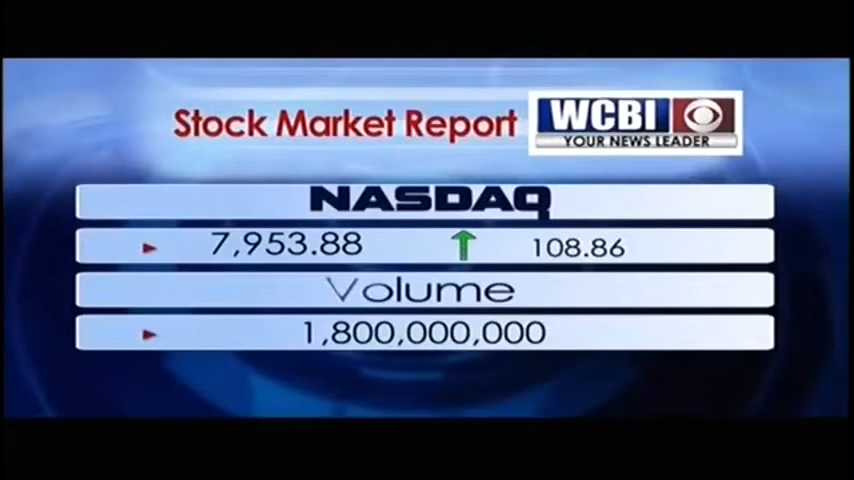 Stock Market Report
WCBI
YOUR NEWS LEADER
NASDAQ
7,953.88 108.86
Volume
1,800,000,000